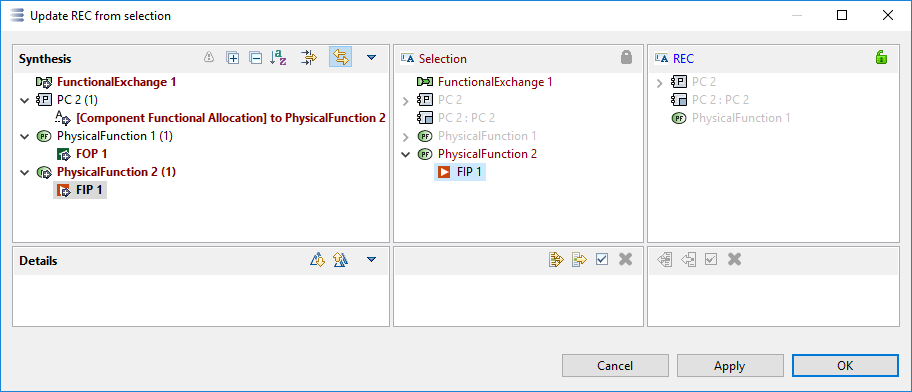 Update REC from selection
Synthesis
FunctionalExchange 1
PC 2 (1)
[Component Functional Allocation] to PhysicalFunction 2
PhysicalFunction 1 (1)
FOP 1
PhysicalFunction 2 (1)
FIP 1
Selection
FunctionalExchange 1
PC 2
PC 2 : PC 2
PhysicalFunction 1
PhysicalFunction 2
FIP 1
REC
PC 2
PC 2 : PC 2
PhysicalFunction 1
Details
Cancel
Apply
OK